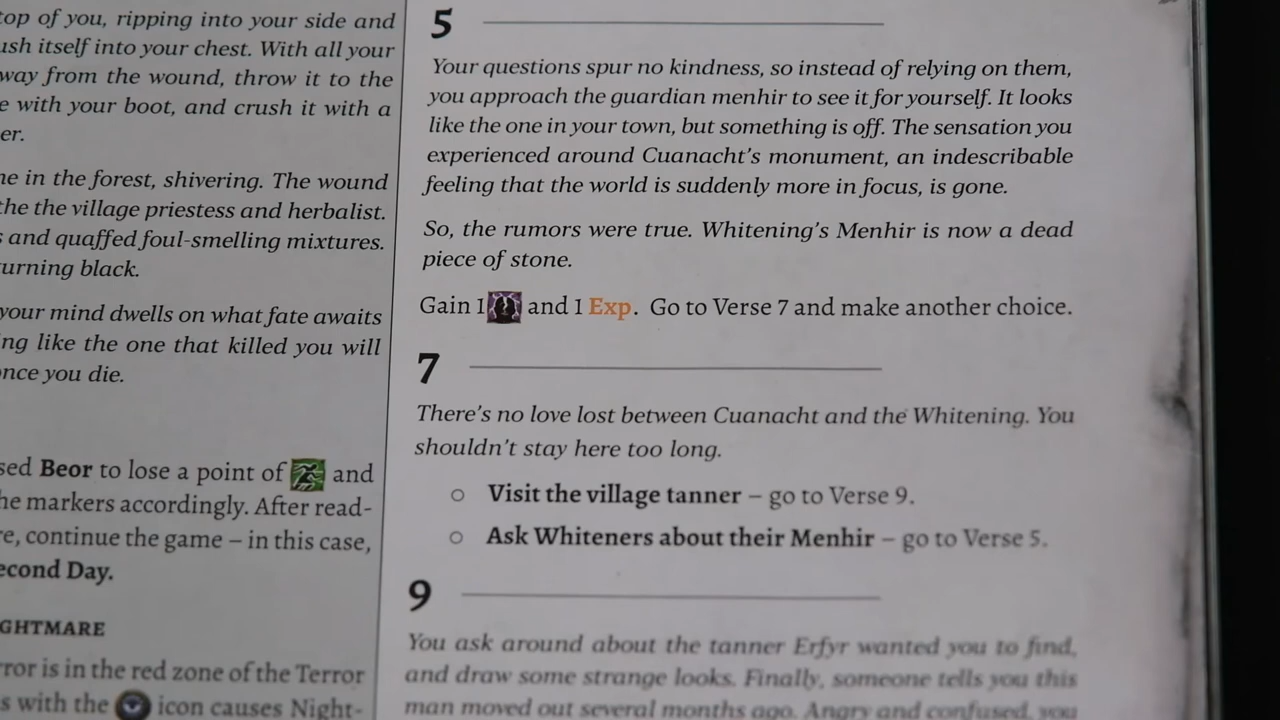 top of you, ripping into your side and
ush itself into your chest. With all your
way from the wound, throw it to the
e with your boot, and crush it with a
er.
ne in the forest, shivering. The wound
the the village priestess and herbalist.
s and quaffed foul-smelling mixtures.
turning black.
your mind dwells on what fate awaits
ng like the one that killed you will
once you die.
sed Beor to lose a point of and
he markers accordingly. After read-
re, continue the game – in this case,
econd Day.
GHTMARE
rror is in the red zone of the Terror
s with the icon causes Night-
5
Your questions spur no kindness, so instead of relying on them,
you approach the guardian menhir to see it for yourself. It looks
like the one in your town, but something is off. The sensation you
experienced around Cuanacht's monument, an indescribable
feeling that the world is suddenly more in focus, is gone.
So, the rumors were true. Whitening's Menhir is now a dead
piece of stone.
Gain 1 and 1 Exp. Go to Verse 7 and make another choice.
7
There's no love lost between Cuanacht and the Whitening. You
shouldn't stay here too long.
○ Visit the village tanner – go to Verse 9.
○ Ask Whiteners about their Menhir – go to Verse 5.
9
You ask around about the tanner Erfyr wanted you to find,
and draw some strange looks. Finally, someone tells you this
man moved out several months ago. Angry and confused, you